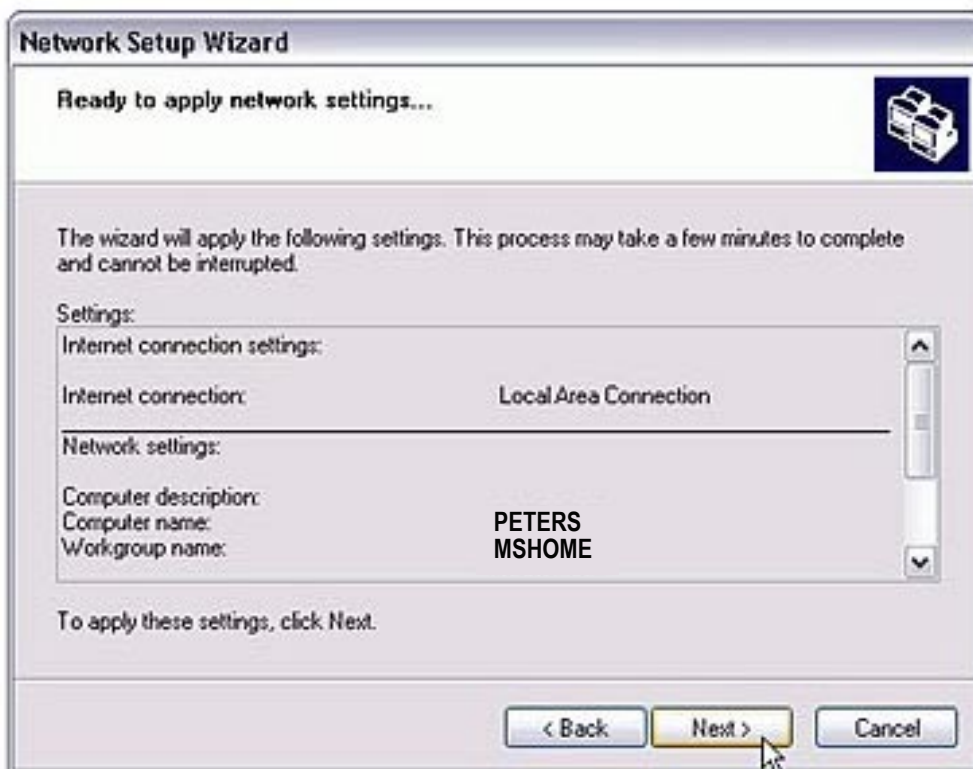 Network Setup Wizard
Ready to apply network settings...
The wizard will apply the following settings. This process may take a few minutes to complete
and cannot be interrupted.
Settings:
Internet connection settings:
Internet connection: Local Area Connection
Network settings:
Computer description:
Computer name: PETERS
Workgroup name: MSHOME
To apply these settings, click Next.
< Back Next > Cancel